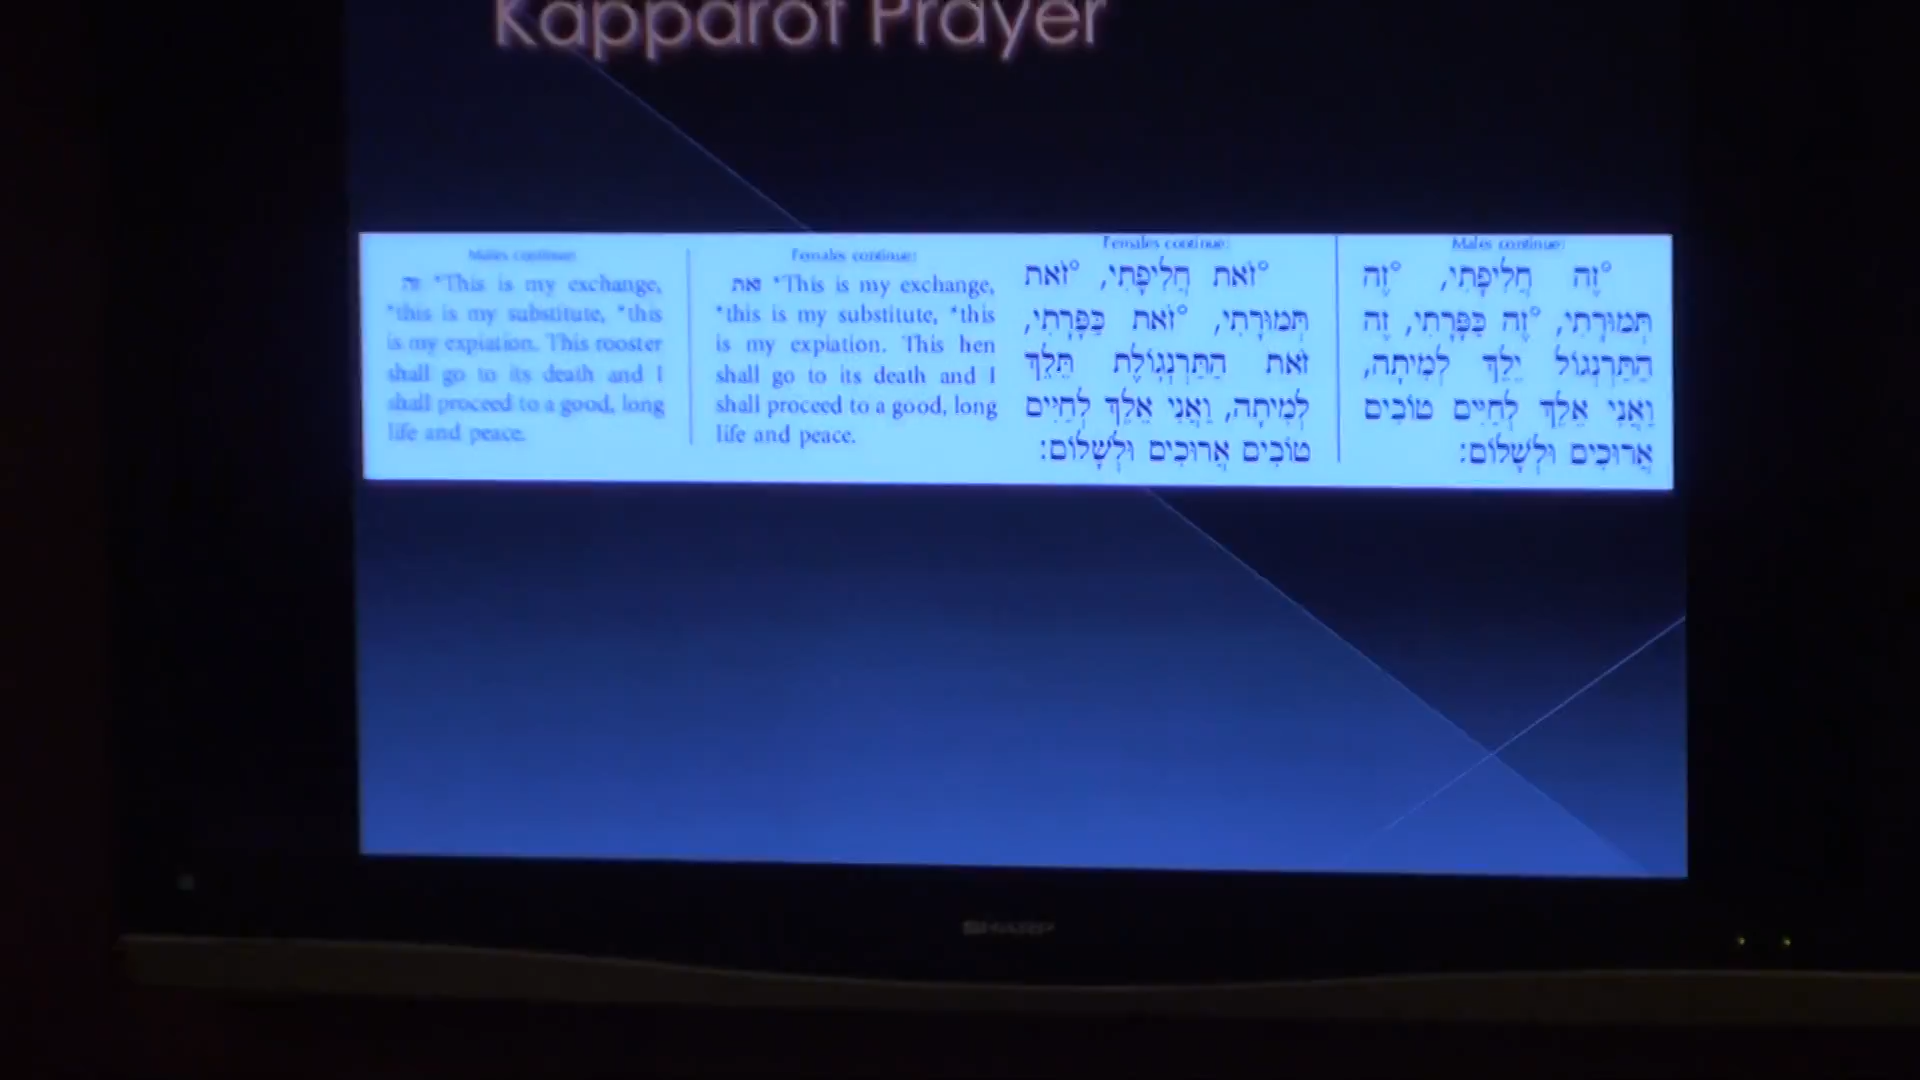 Kapparot Prayer
Males continue:
זה *This is my exchange,
*this is my substitute, *this
is my expiation. This rooster
shall go to its death and I
shall proceed to a good, long
life and peace.
Females continue:
זאת *This is my exchange,
*this is my substitute, *this
is my expiation. This hen
shall go to its death and I
shall proceed to a good, long
life and peace.
Females continue:
°זֹאת חֲלִיפָתִי, °זֹאת
תְּמוּרָתִי, °זֹאת כַּפָּרָתִי,
זֹאת הַתַּרְנְגֹלֶת תֵּלֵךְ
לְמִיתָה, וַאֲנִי אֵלֵךְ לְחַיִּים
טוֹבִים אֲרוּכִים וּלְשָׁלוֹם:
Males continue:
°זֶה חֲלִיפָתִי, °זֶה
תְּמוּרָתִי, °זֶה כַּפָּרָתִי, זֶה
הַתַּרְנְגוֹל יֵלֵךְ לְמִיתָה,
וַאֲנִי אֵלֵךְ לְחַיִּים טוֹבִים
אֲרוּכִים וּלְשָׁלוֹם:
SHARP